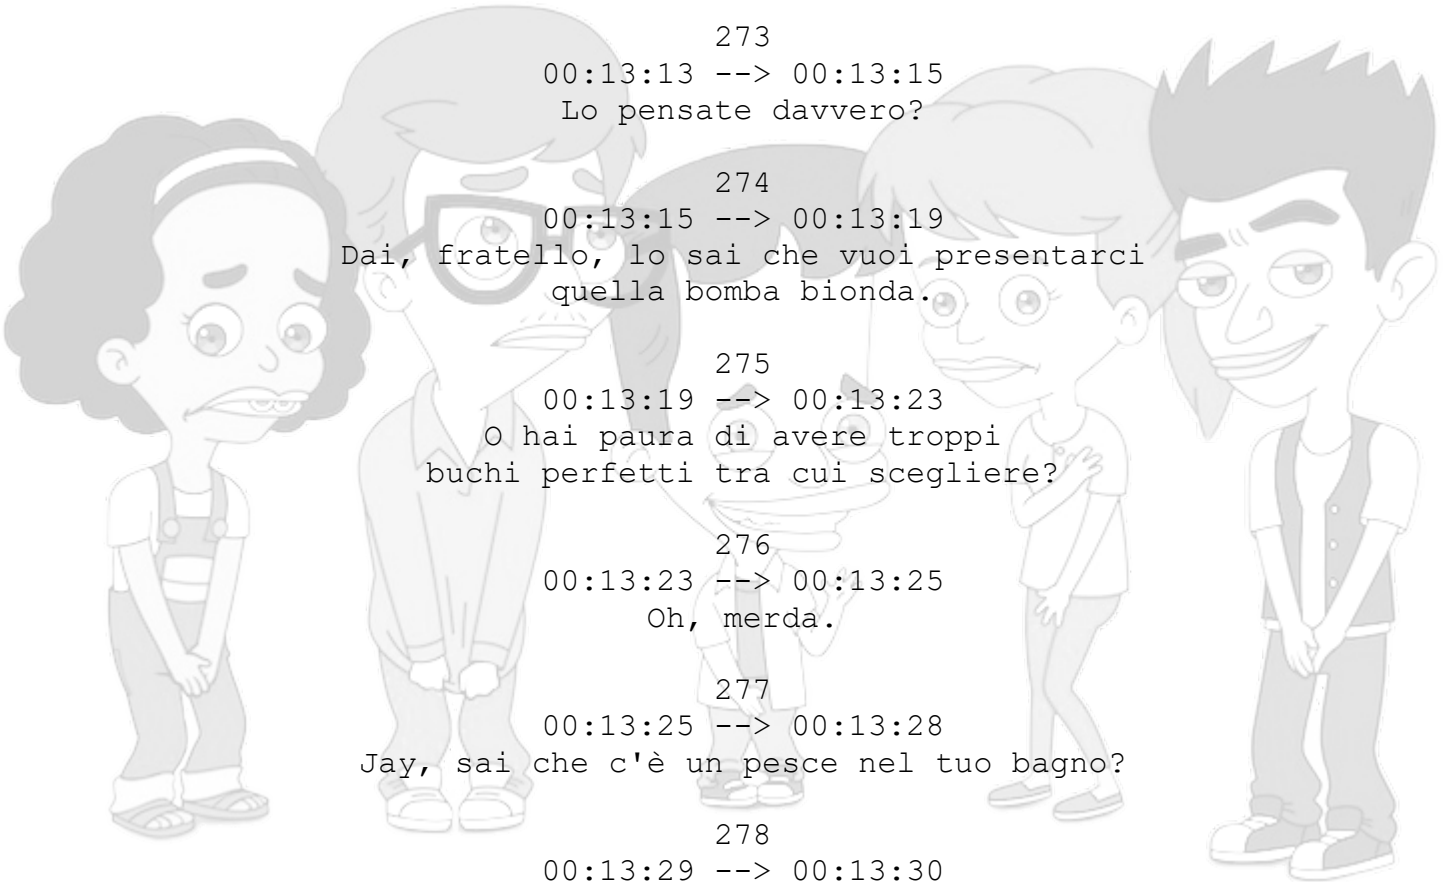 273
00:13:13 --> 00:13:15
Lo pensate davvero?
274
00:13:15 --> 00:13:19
Dai, fratello, lo sai che vuoi presentarci
quella bomba bionda.
275
00:13:19 --> 00:13:23
O hai paura di avere troppi
buchi perfetti tra cui scegliere?
276
00:13:23 --> 00:13:25
Oh, merda.
277
00:13:25 --> 00:13:28
Jay, sai che c'è un pesce nel tuo bagno?
278
00:13:29 --> 00:13:30